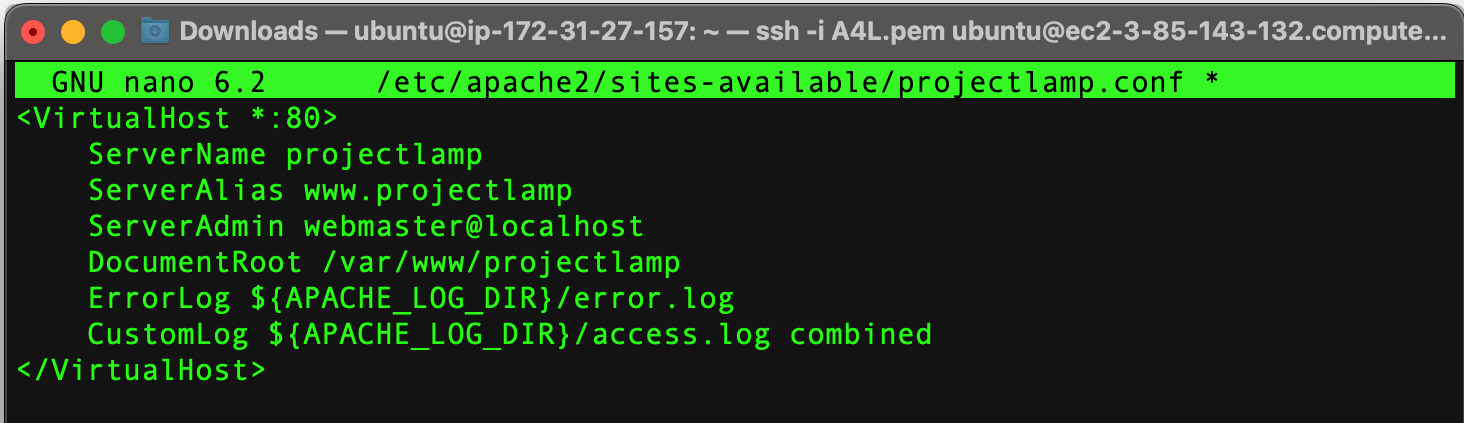 Downloads — ubuntu@ip-172-31-27-157: ~ — ssh -i A4L.pem ubuntu@ec2-3-85-143-132.compute...
GNU nano 6.2 /etc/apache2/sites-available/projectlamp.conf *
<VirtualHost *:80>
    ServerName projectlamp
    ServerAlias www.projectlamp
    ServerAdmin webmaster@localhost
    DocumentRoot /var/www/projectlamp
    ErrorLog ${APACHE_LOG_DIR}/error.log
    CustomLog ${APACHE_LOG_DIR}/access.log combined
</VirtualHost>